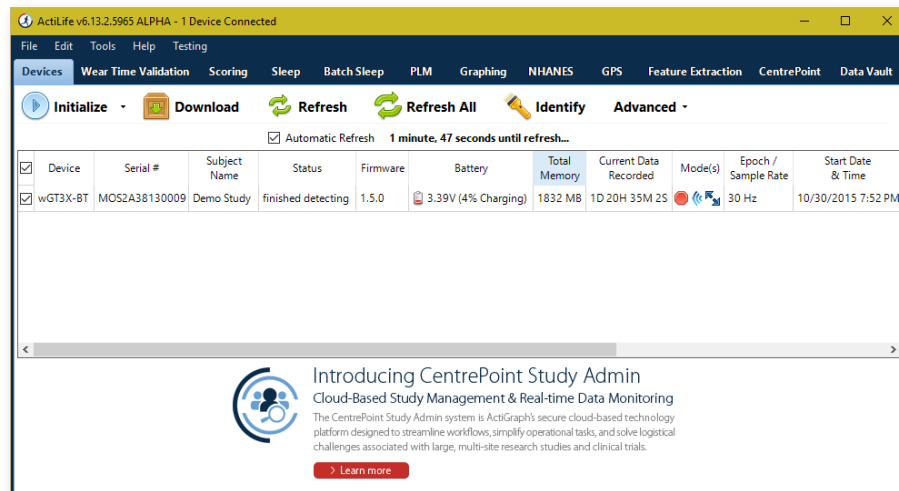 ActiLife v6.13.2.5965 ALPHA - 1 Device Connected
File Edit Tools Help Testing
Devices Wear Time Validation Scoring Sleep Batch Sleep PLM Graphing NHANES GPS Feature Extraction CentrePoint Data Vault
Initialize Download Refresh Refresh All Identify Advanced
Automatic Refresh 1 minute, 47 seconds until refresh...
Device Serial # Subject Name Status Firmware Battery Total Memory Current Data Recorded Mode(s) Epoch / Sample Rate Start Date & Time
wGT3X-BT MOS2A38130009 Demo Study finished detecting 1.5.0 3.39V (4% Charging) 1832 MB 1D 20H 35M 2S 30 Hz 10/30/2015 7:52 PM
Introducing CentrePoint Study Admin
Cloud-Based Study Management & Real-time Data Monitoring
The CentrePoint Study Admin system is ActiGraph's secure cloud-based technology
platform designed to streamline workflows, simplify operational tasks, and solve logistical
challenges associated with large, multi-site research studies and clinical trials.
> Learn more